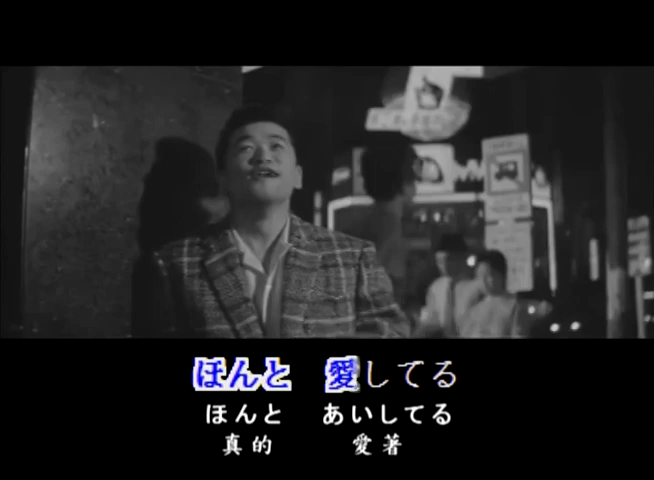 ほんと 愛してる
ほんと あいしてる
真的 愛著